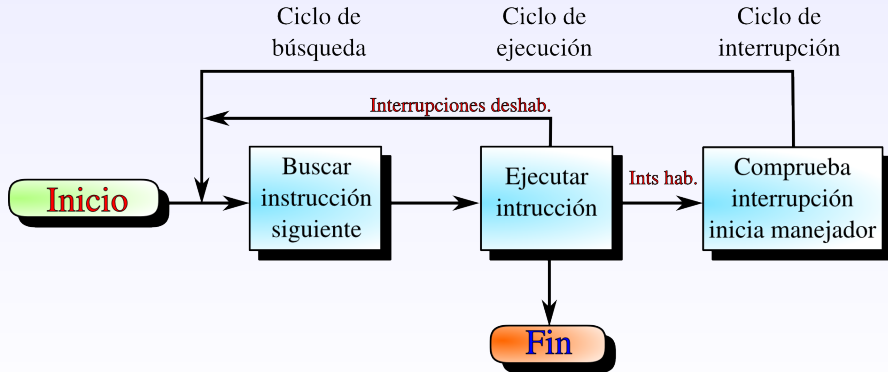 Ciclo de
búsqueda
Ciclo de
ejecución
Ciclo de
interrupción
Interrupciones deshab.
Inicio
Buscar
instrucción
siguiente
Ejecutar
intrucción
Ints hab.
Comprueba
interrupción
inicia manejador
Fin